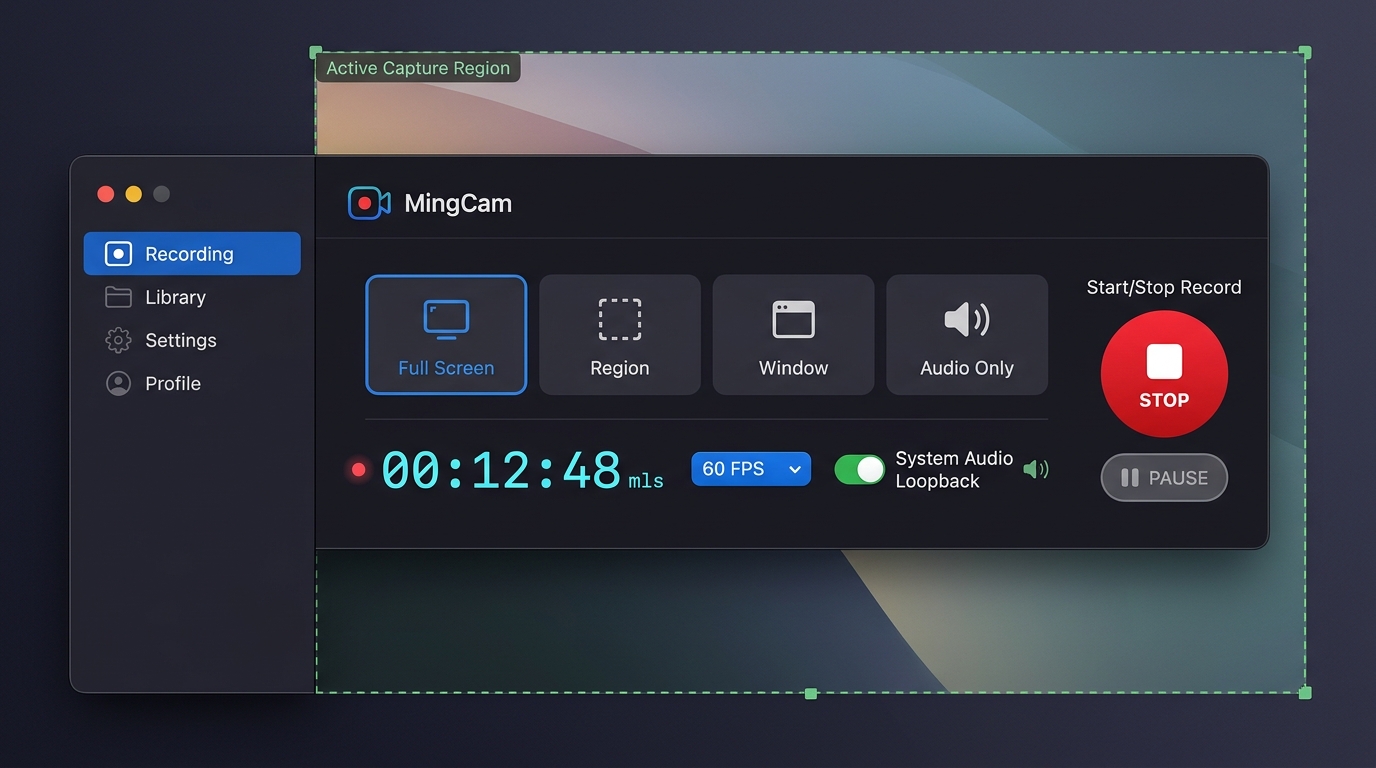 Active Capture Region
MingCam
Recording
Library
Settings
Profile
Full Screen
Region
Window
Audio Only
Start/Stop Record
STOP
00:12:48 mls
60 FPS
System Audio
Loopback
PAUSE